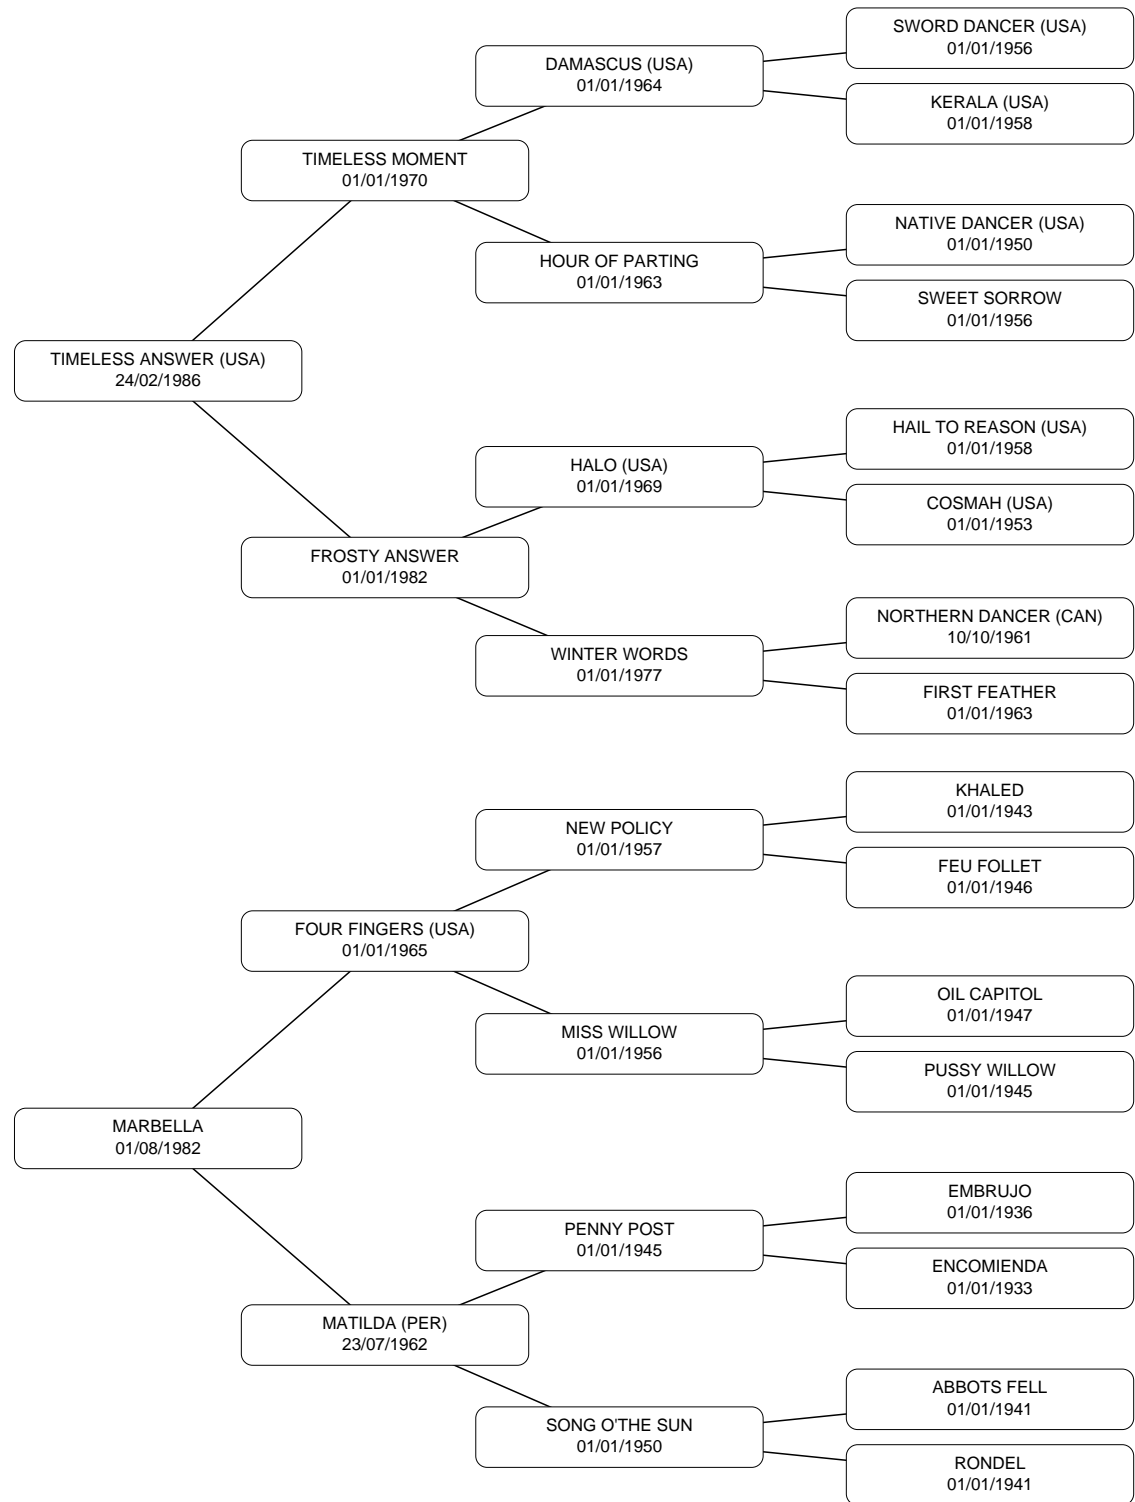 SWORD DANCER (USA)
01/01/1956
DAMASCUS (USA)
01/01/1964
KERALA (USA)
01/01/1958
TIMELESS MOMENT
01/01/1970
NATIVE DANCER (USA)
01/01/1950
HOUR OF PARTING
01/01/1963
SWEET SORROW
01/01/1956
TIMELESS ANSWER (USA)
24/02/1986
HAIL TO REASON (USA)
01/01/1958
HALO (USA)
01/01/1969
COSMAH (USA)
01/01/1953
FROSTY ANSWER
01/01/1982
NORTHERN DANCER (CAN)
10/10/1961
WINTER WORDS
01/01/1977
FIRST FEATHER
01/01/1963
KHALED
01/01/1943
NEW POLICY
01/01/1957
FEU FOLLET
01/01/1946
FOUR FINGERS (USA)
01/01/1965
OIL CAPITOL
01/01/1947
MISS WILLOW
01/01/1956
PUSSY WILLOW
01/01/1945
MARBELLA
01/08/1982
EMBRUJO
01/01/1936
PENNY POST
01/01/1945
ENCOMIENDA
01/01/1933
MATILDA (PER)
23/07/1962
ABBOTS FELL
01/01/1941
SONG O'THE SUN
01/01/1950
RONDEL
01/01/1941